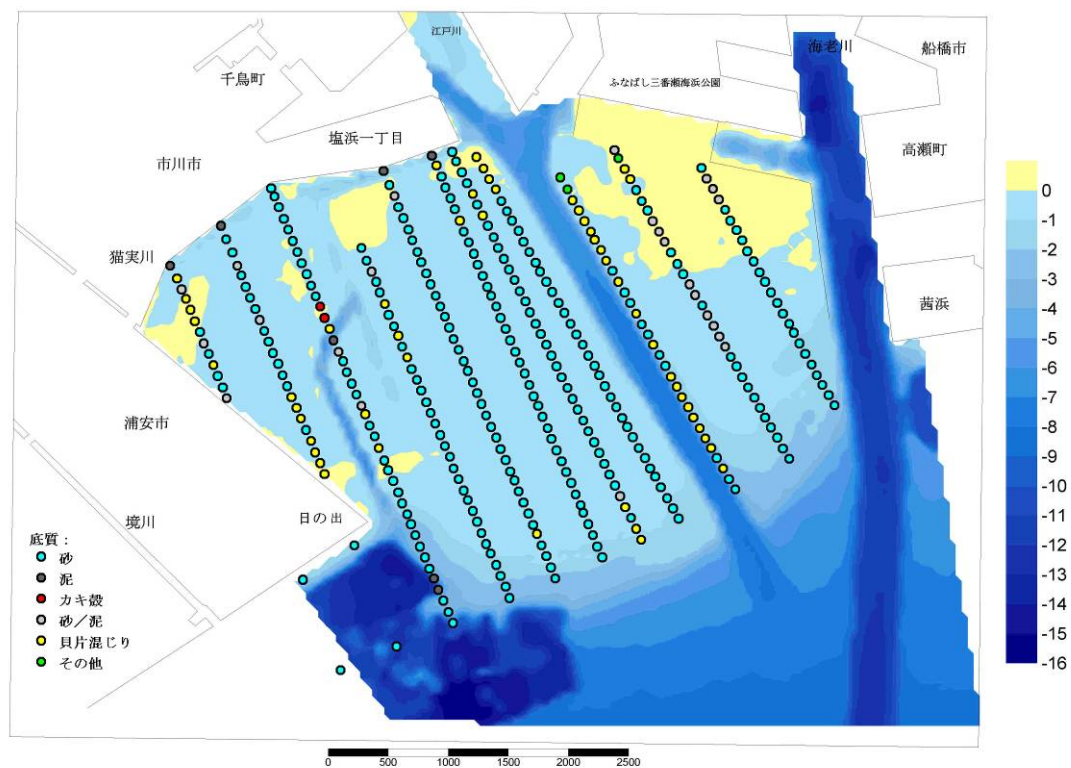 江戸川
海老川
船橋市
千鳥町
ふなばし三番瀬海浜公園
塩浜一丁目
高瀬町
市川市
猫実川
茜浜
浦安市
境川
日の出
底質：
砂
泥
カキ殻
砂／泥
貝片混じり
その他
0
-1
-2
-3
-4
-5
-6
-7
-8
-9
-10
-11
-12
-13
-14
-15
-16
0 500 1000 1500 2000 2500